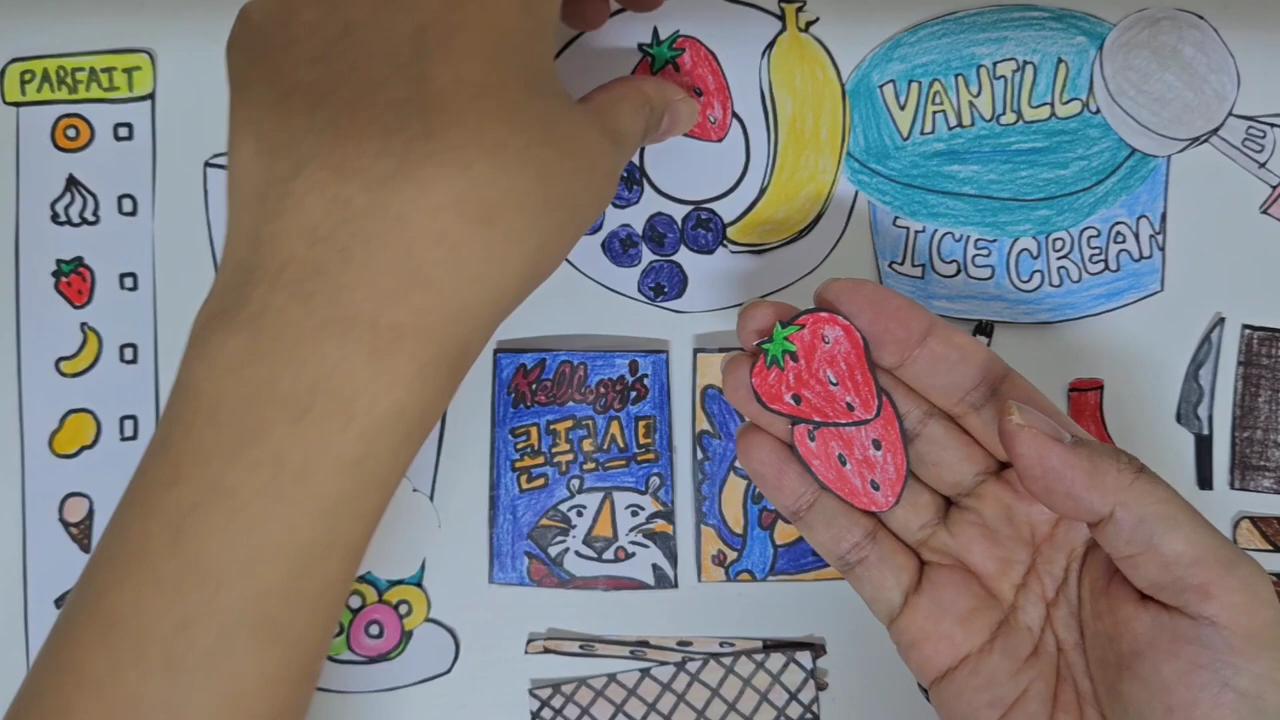 PARFAIT
VANILL
ICE CREAM
Kellogg's
콘푸로스트